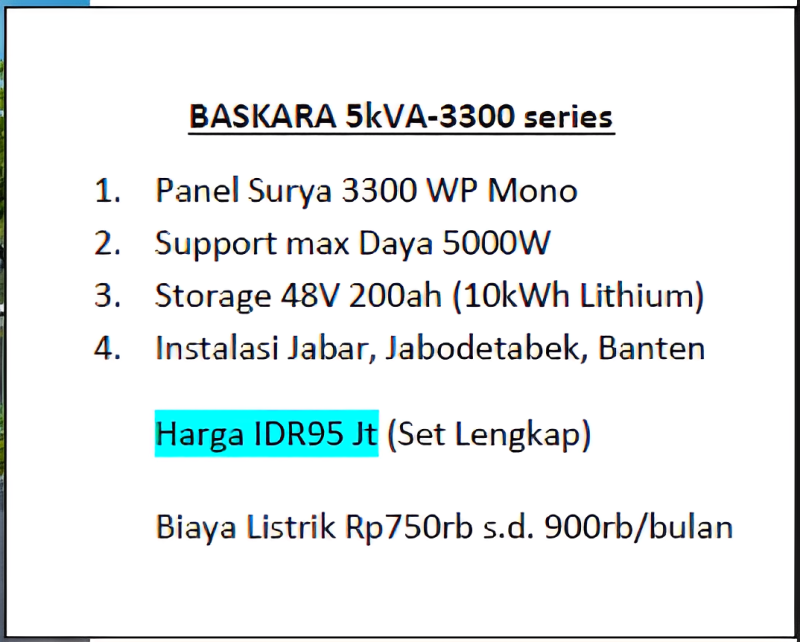 BASKARA 5kVA-3300 series
1. Panel Surya 3300 WP Mono
2. Support max Daya 5000W
3. Storage 48V 200ah (10kWh Lithium)
4. Instalasi Jabar, Jabodetabek, Banten
Harga IDR95 Jt (Set Lengkap)
Biaya Listrik Rp750rb s.d. 900rb/bulan